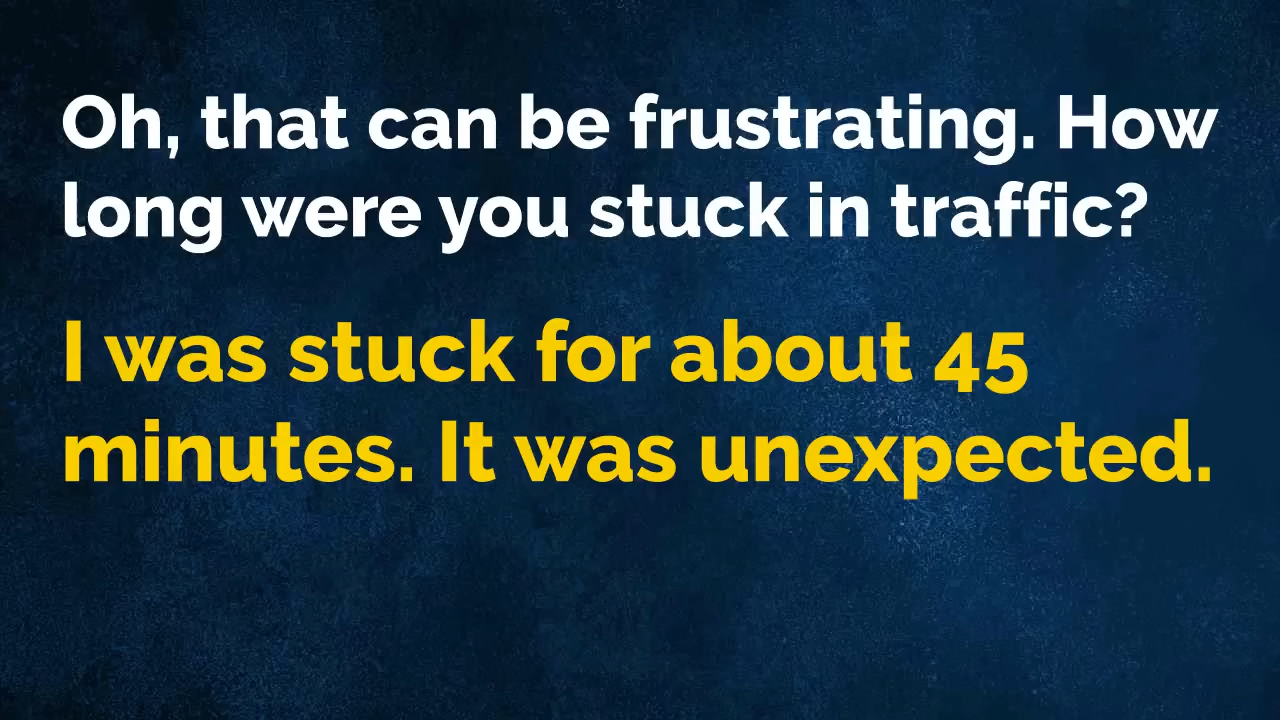 Oh, that can be frustrating. How
long were you stuck in traffic?
I was stuck for about 45
minutes. It was unexpected.